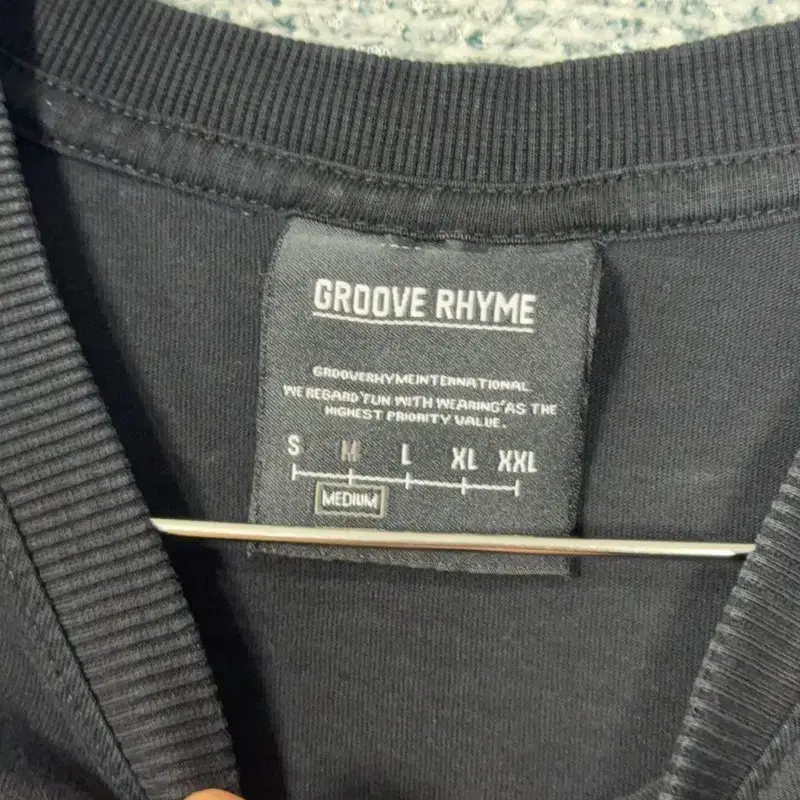 GROOVE RHYME
GROOVERHYMEINTERNATIONAL
WE REGARD'FUN WITH WEARING'AS THE
HIGHEST PRIORITY VALUE.
S M L XL XXL
MEDIUM